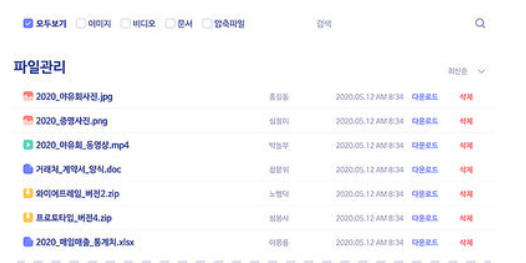 모두보기 이미지 비디오 문서 압축파일 검색
파일관리
최신순
2020_야유회사진.jpg 홍길동 2020.05.12 AM 8:34 다운로드 삭제
2020_증명사진.png 심청이 2020.05.12 AM 8:34 다운로드 삭제
2020_야유회_동영상.mp4 박놀부 2020.05.12 AM 8:34 다운로드 삭제
거래처_계약서_양식.doc 2020.05.12 AM 8:34 다운로드 삭제
와이어프레임_버전2.zip 노뺑덕 2020.05.12 AM 8:34 다운로드 삭제
프로토타입_버전4.zip 심봉사 2020.05.12 AM 8:34 다운로드 삭제
2020_매입매출_통계치.xlsx 이몽룡 2020.05.12 AM 8:34 다운로드 삭제